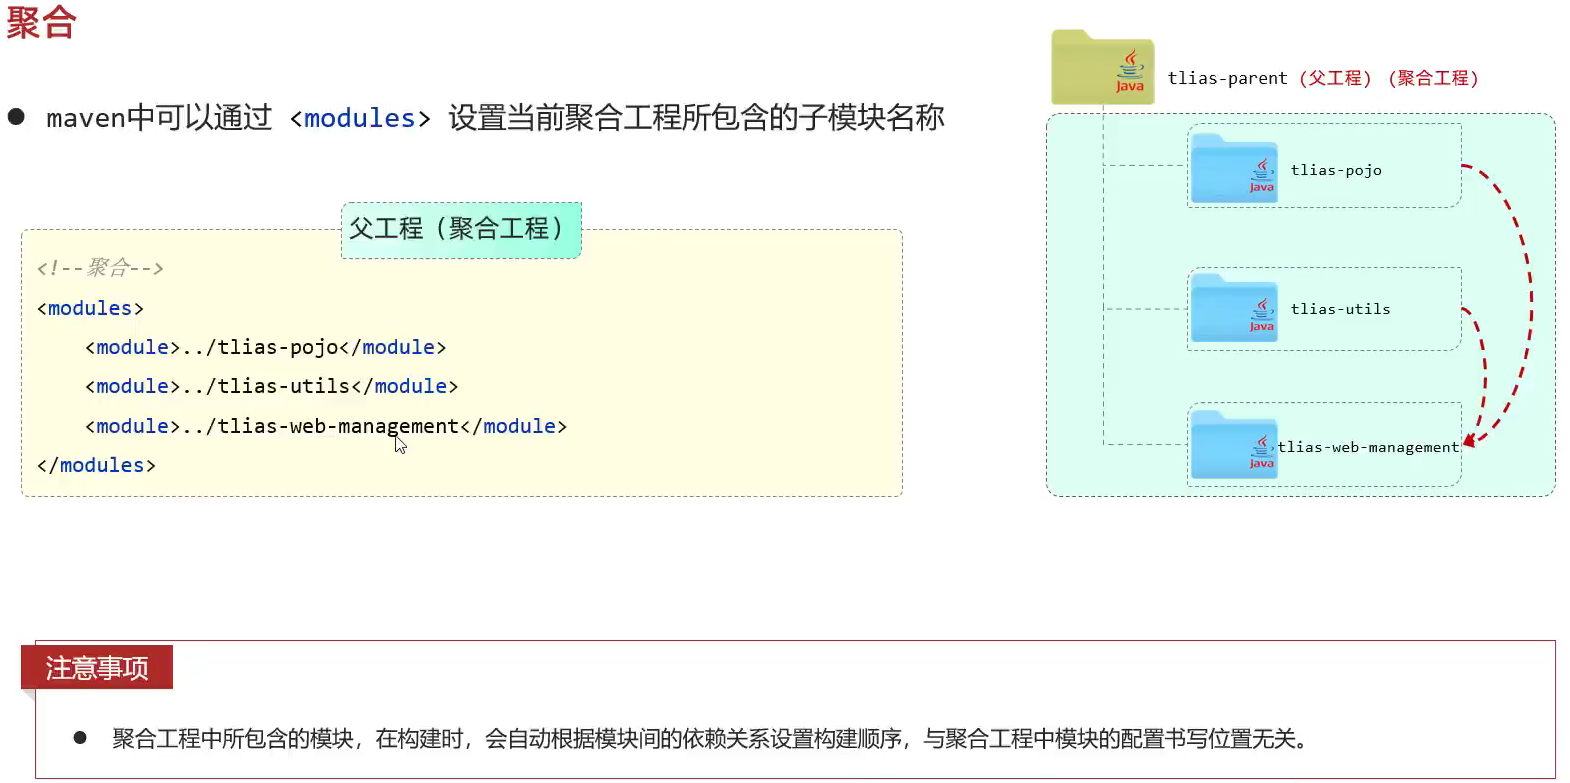 聚合
maven中可以通过 <modules> 设置当前聚合工程所包含的子模块名称
父工程（聚合工程）
<!--聚合-->
<modules>
<module>../tlias-pojo</module>
<module>../tlias-utils</module>
<module>../tlias-web-management</module>
</modules>
Java
tlias-parent（父工程）（聚合工程）
Java
tlias-pojo
Java
tlias-utils
Java
tlias-web-management
注意事项
聚合工程中所包含的模块，在构建时，会自动根据模块间的依赖关系设置构建顺序，与聚合工程中模块的配置书写位置无关。